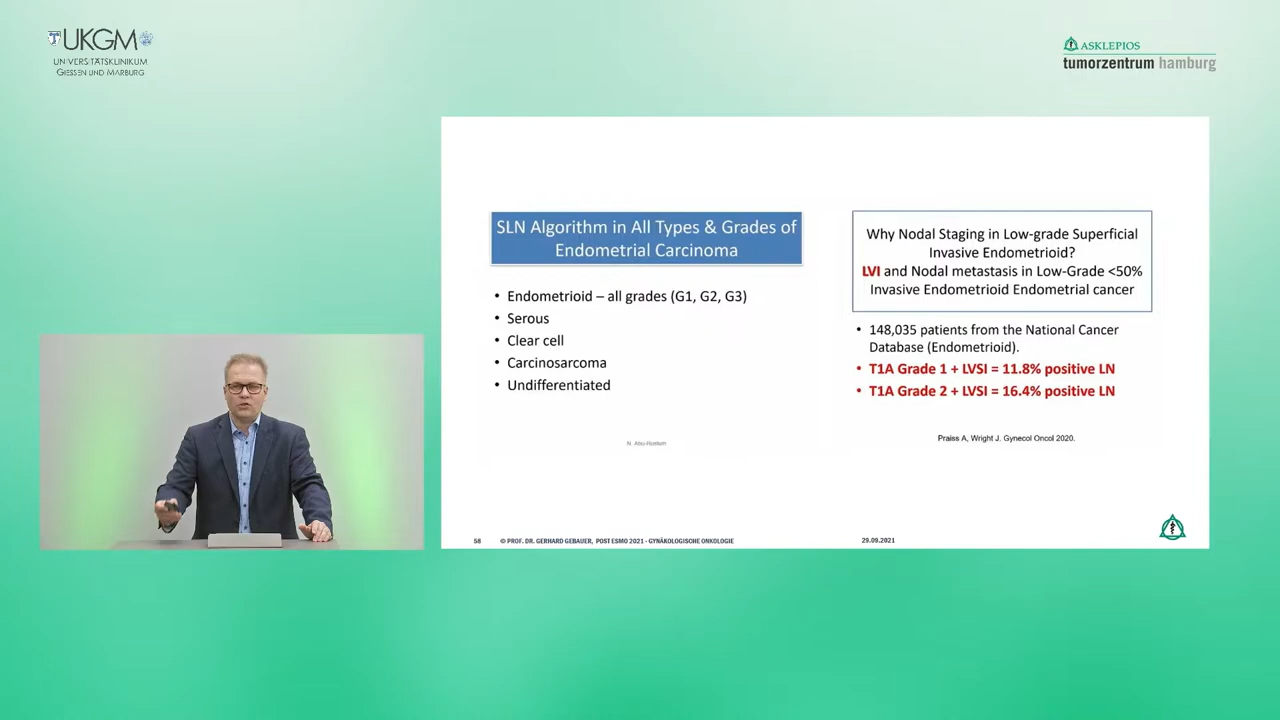 UKGM
UNIVERSITÄTSKLINIKUM
GIESSEN UND MARBURG
ASKLEPIOS
tumorzentrum hamburg
SLN Algorithm in All Types & Grades of
Endometrial Carcinoma
• Endometrioid – all grades (G1, G2, G3)
• Serous
• Clear cell
• Carcinosarcoma
• Undifferentiated
N. Abu-Rustum
Why Nodal Staging in Low-grade Superficial
Invasive Endometrioid?
LVI and Nodal metastasis in Low-Grade <50%
Invasive Endometrioid Endometrial cancer
• 148,035 patients from the National Cancer
Database (Endometrioid).
• T1A Grade 1 + LVSI = 11.8% positive LN
• T1A Grade 2 + LVSI = 16.4% positive LN
Praiss A, Wright J. Gynecol Oncol 2020.
58 © PROF. DR. GERHARD GEBAUER, POST ESMO 2021 - GYNÄKOLOGISCHE ONKOLOGIE 29.09.2021